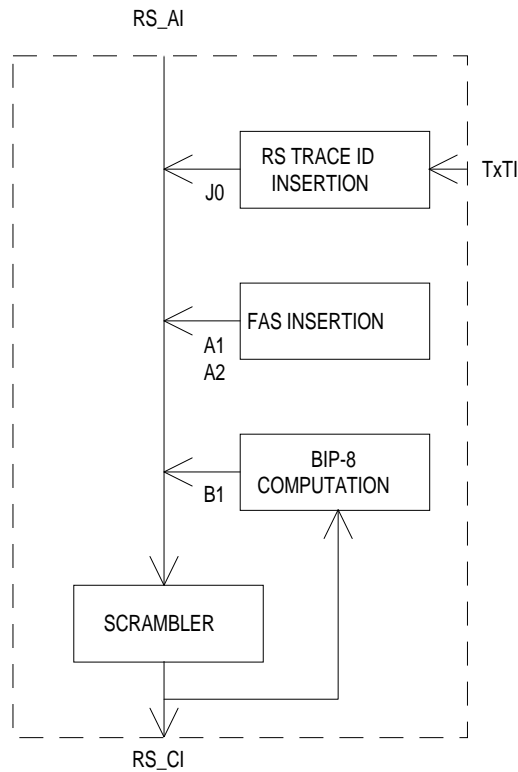 RS_AI
RS TRACE ID
INSERTION
TxTI
J0
FAS INSERTION
A1
A2
BIP-8
COMPUTATION
B1
SCRAMBLER
RS_CI